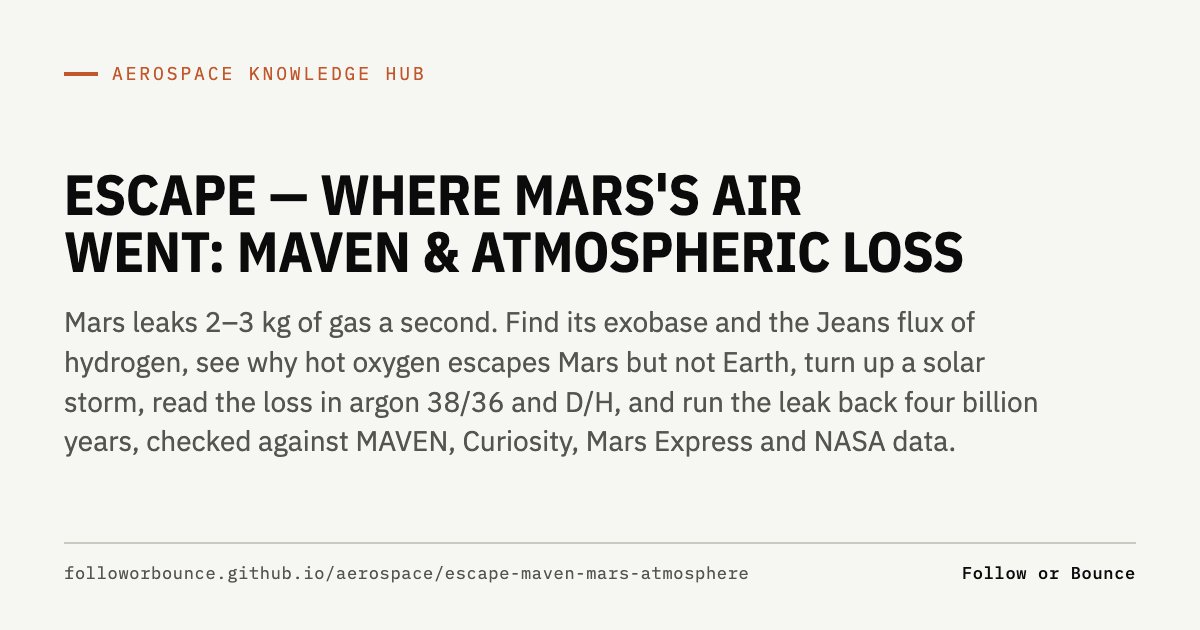 AEROSPACE KNOWLEDGE HUB
ESCAPE — WHERE MARS'S AIR
WENT: MAVEN & ATMOSPHERIC LOSS
Mars leaks 2–3 kg of gas a second. Find its exobase and the Jeans flux of
hydrogen, see why hot oxygen escapes Mars but not Earth, turn up a solar
storm, read the loss in argon 38/36 and D/H, and run the leak back four billion
years, checked against MAVEN, Curiosity, Mars Express and NASA data.
followorbounce.github.io/aerospace/escape-maven-mars-atmosphere
Follow or Bounce